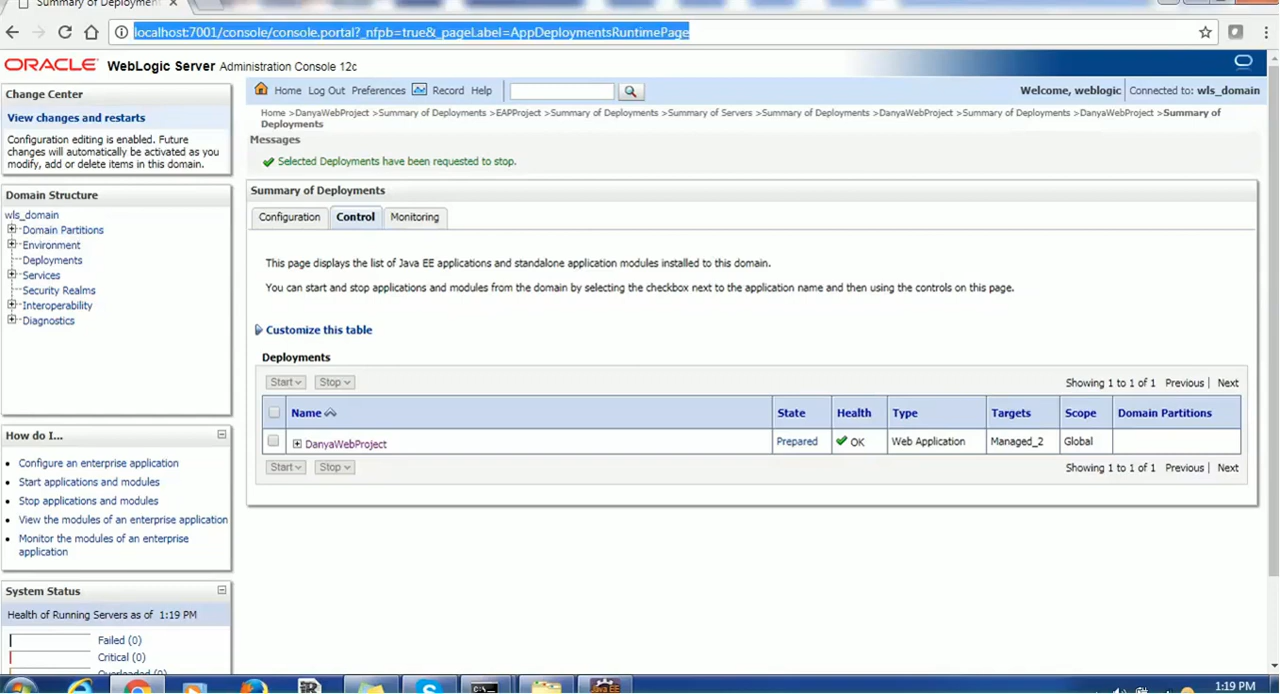 Summary of Deployment
localhost:7001/console/console.portal?_nfpb=true&_pageLabel=AppDeploymentsRuntimePage
ORACLE WebLogic Server Administration Console 12c
Change Center
View changes and restarts
Configuration editing is enabled. Future
changes will automatically be activated as you
modify, add or delete items in this domain.
Domain Structure
wls_domain
Domain Partitions
Environment
Deployments
Services
Security Realms
Interoperability
Diagnostics
How do I...
Configure an enterprise application
Start applications and modules
Stop applications and modules
View the modules of an enterprise application
Monitor the modules of an enterprise
application
System Status
Health of Running Servers as of 1:19 PM
Failed (0)
Critical (0)
Overloaded (0)
Home Log Out Preferences Record Help
Welcome, weblogic Connected to: wls_domain
Home >DanyaWebProject >Summary of Deployments >EAPProject >Summary of Deployments >Summary of Servers >Summary of Deployments >DanyaWebProject >Summary of Deployments >DanyaWebProject >Summary of
Deployments
Messages
Selected Deployments have been requested to stop.
Summary of Deployments
Configuration Control Monitoring
This page displays the list of Java EE applications and standalone application modules installed to this domain.
You can start and stop applications and modules from the domain by selecting the checkbox next to the application name and then using the controls on this page.
Customize this table
Deployments
Start Stop Showing 1 to 1 of 1 Previous | Next
Name State Health Type Targets Scope Domain Partitions
DanyaWebProject Prepared OK Web Application Managed_2 Global
Start Stop Showing 1 to 1 of 1 Previous | Next
1:19 PM